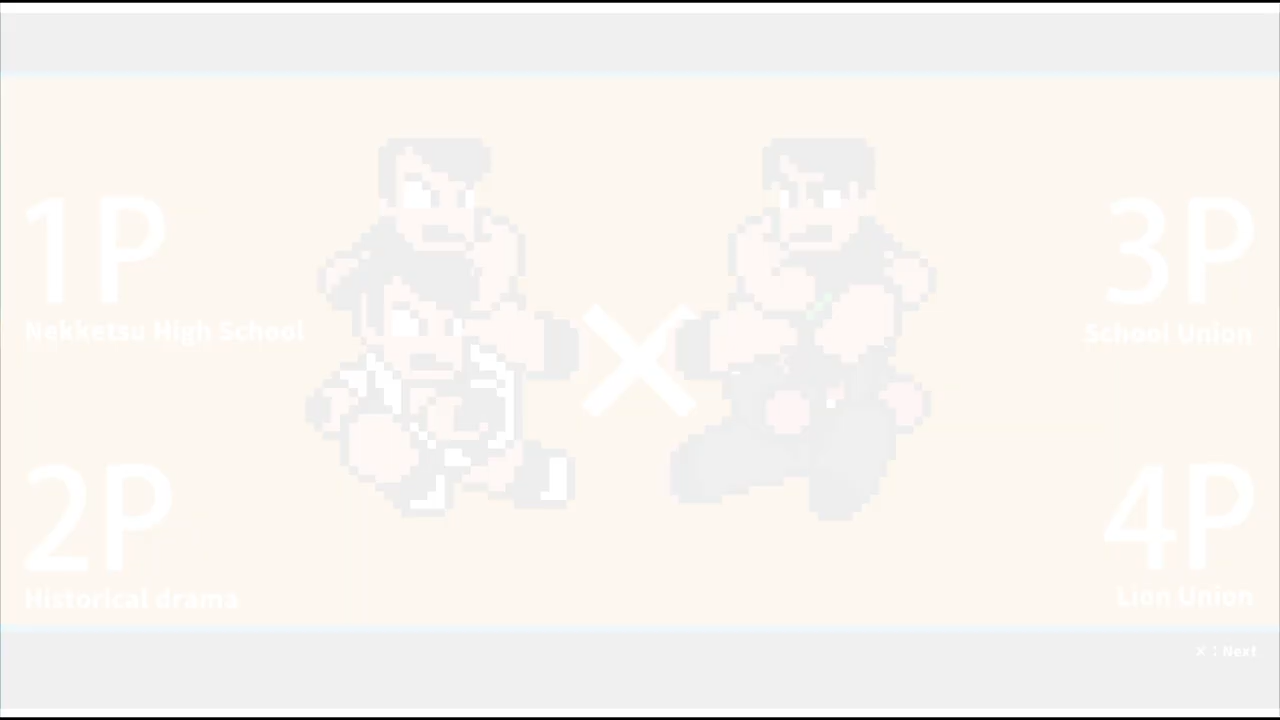 1P
Nekketsu High School
2P
Historical drama
3P
School Union
4P
Lion Union
×：Next